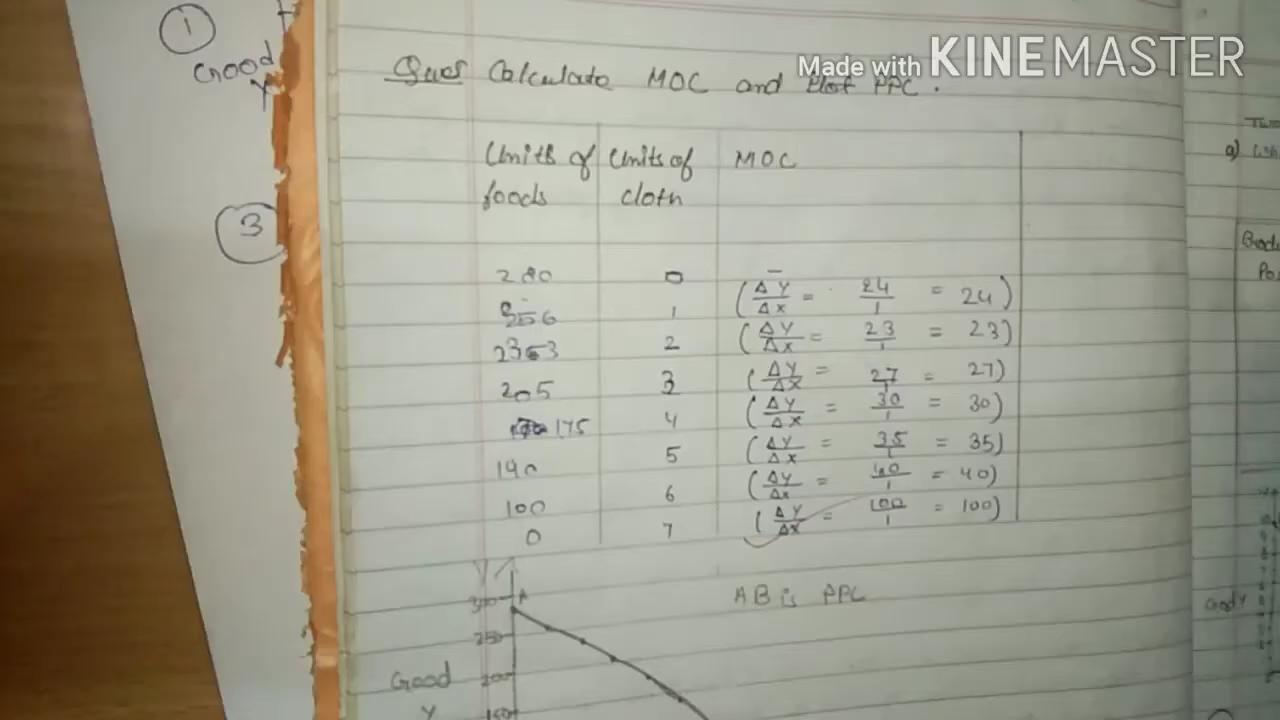 Made with KINEMASTER
1
Good
Y
3
Ques Calculate MOC and Plot PPC.
Units of foods Units of cloth MOC
280 0 -
256 1 (ΔY/ΔX = 24/1 = 24)
2 (ΔY/ΔX = 23/1 = 23)
205 3 (ΔY/ΔX = 27/1 = 27)
175 4 (ΔY/ΔX = 30/1 = 30)
140 5 (ΔY/ΔX = 35/1 = 35)
100 6 (ΔY/ΔX = 40/1 = 40)
0 7 (ΔY/ΔX = 100/1 = 100)
AB is PPC
Y
300 A
250
200
150
Good
Y
a)
Good Y